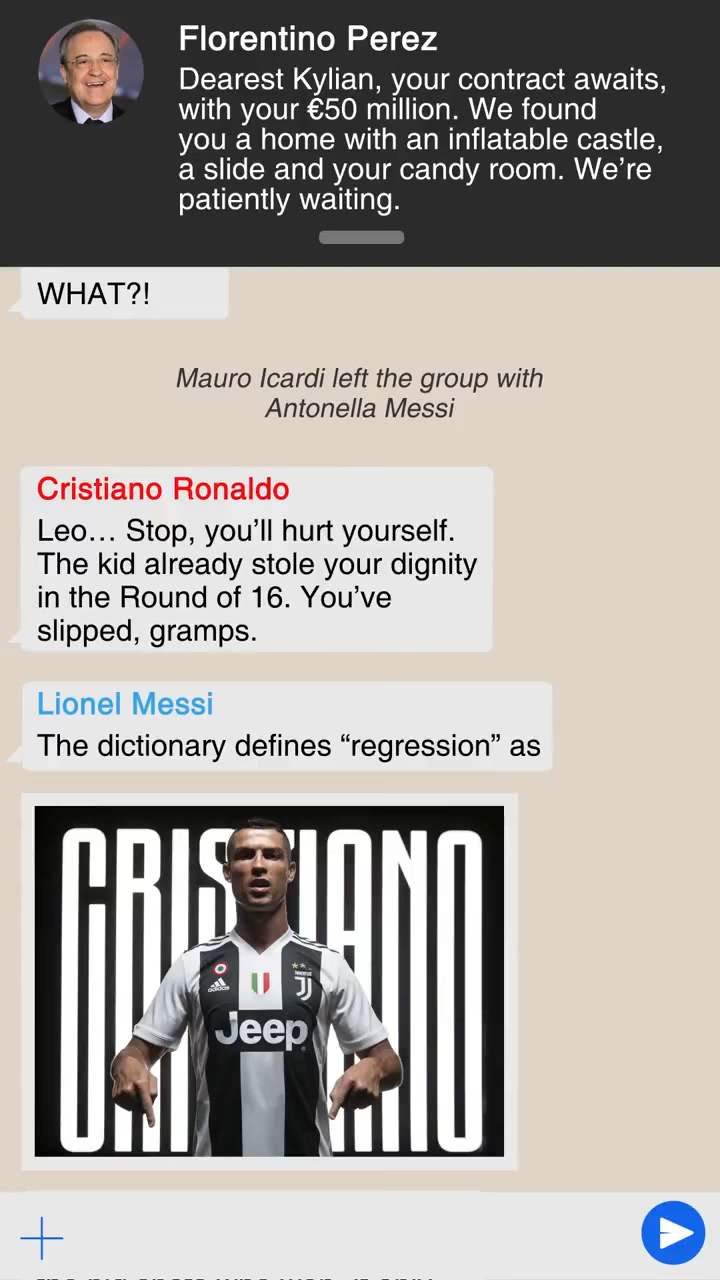 Florentino Perez
Dearest Kylian, your contract awaits,
with your €50 million. We found
you a home with an inflatable castle,
a slide and your candy room. We’re
patiently waiting.
WHAT?!
Mauro Icardi left the group with
Antonella Messi
Cristiano Ronaldo
Leo... Stop, you’ll hurt yourself.
The kid already stole your dignity
in the Round of 16. You’ve
slipped, gramps.
Lionel Messi
The dictionary defines “regression” as
CRISTIANO
adidas
JUVENTUS
Jeep